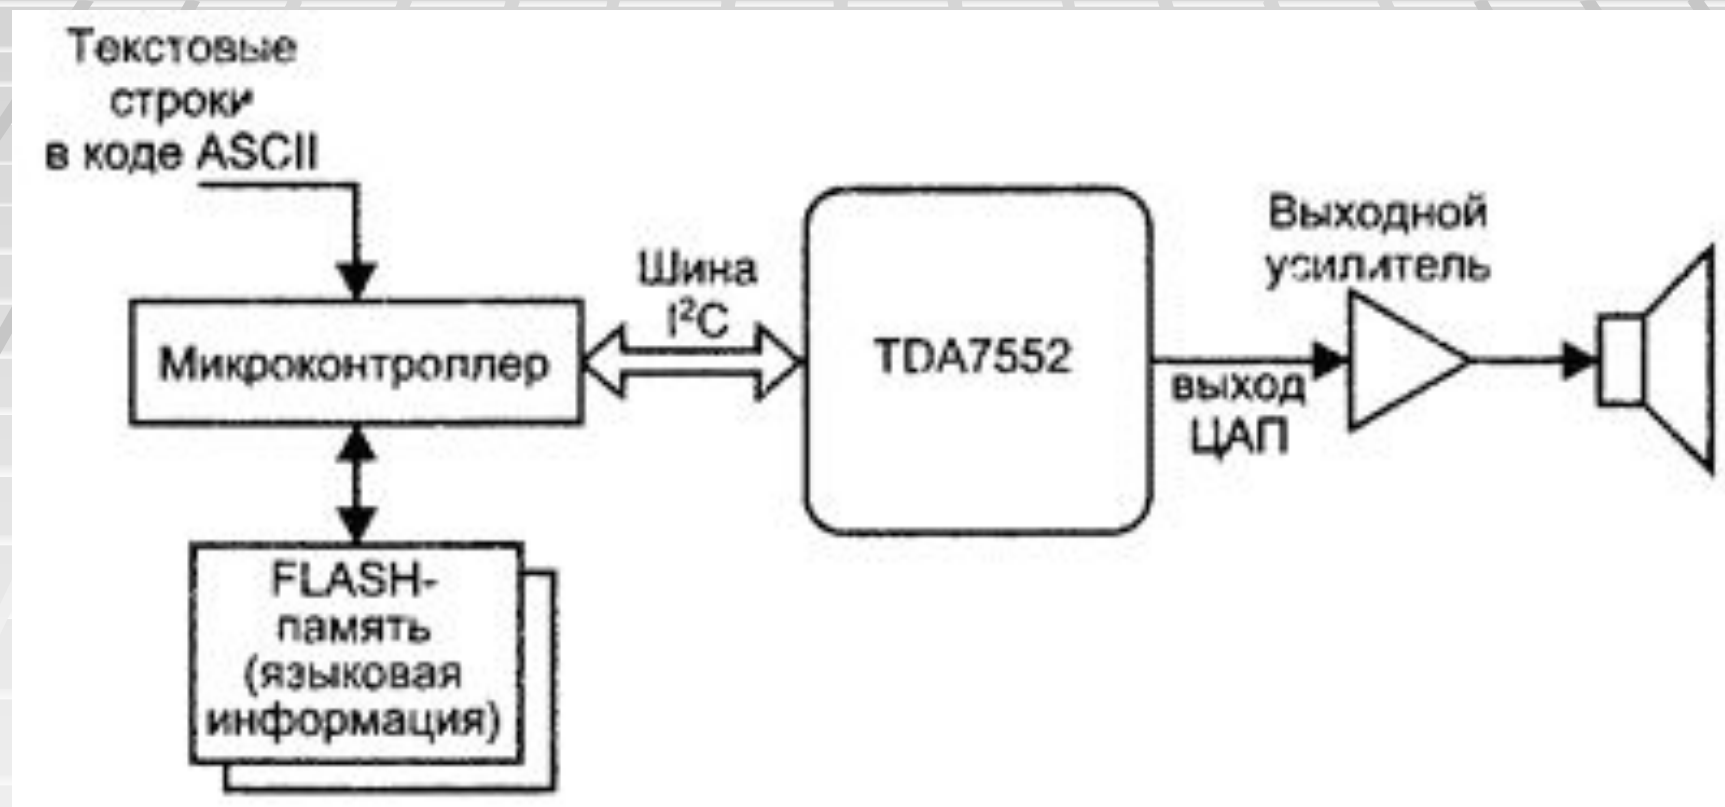 Текстовые
строки
в коде ASCII
Микроконтроллер
Шина
I²C
TDA7552
Выходной
усилитель
выход
ЦАП
FLASH-
память
(языковая
информация)